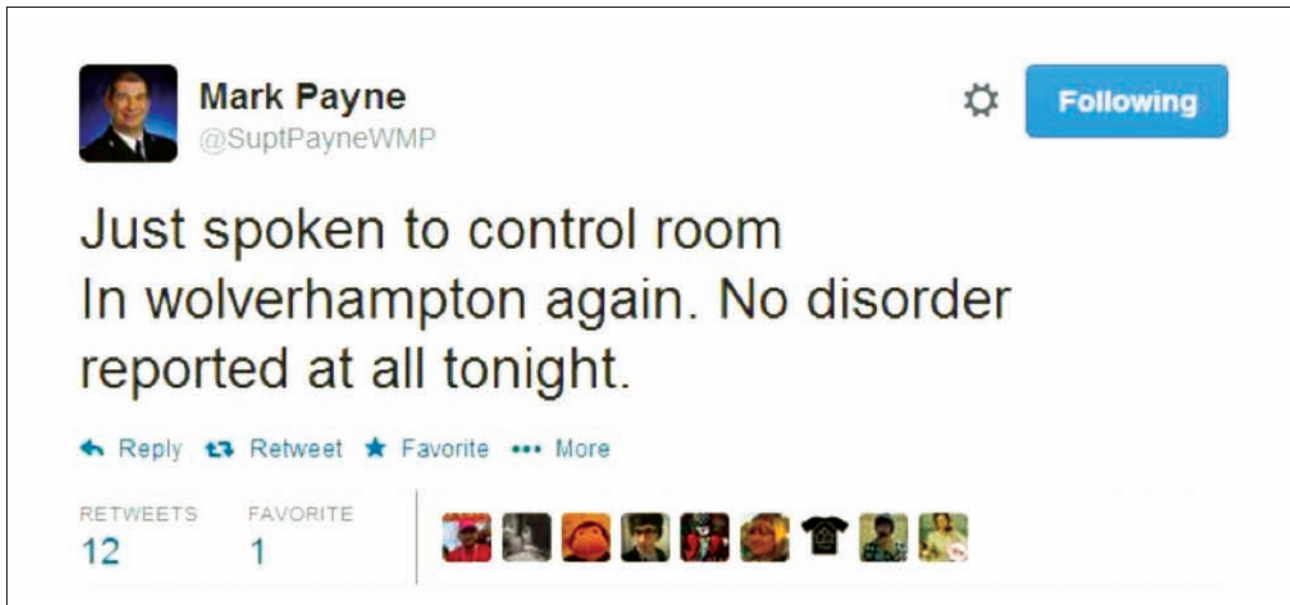 Mark Payne
@SuptPayneWMP
Following
Just spoken to control room
In wolverhampton again. No disorder
reported at all tonight.
Reply Retweet Favorite More
RETWEETS FAVORITE
12 1